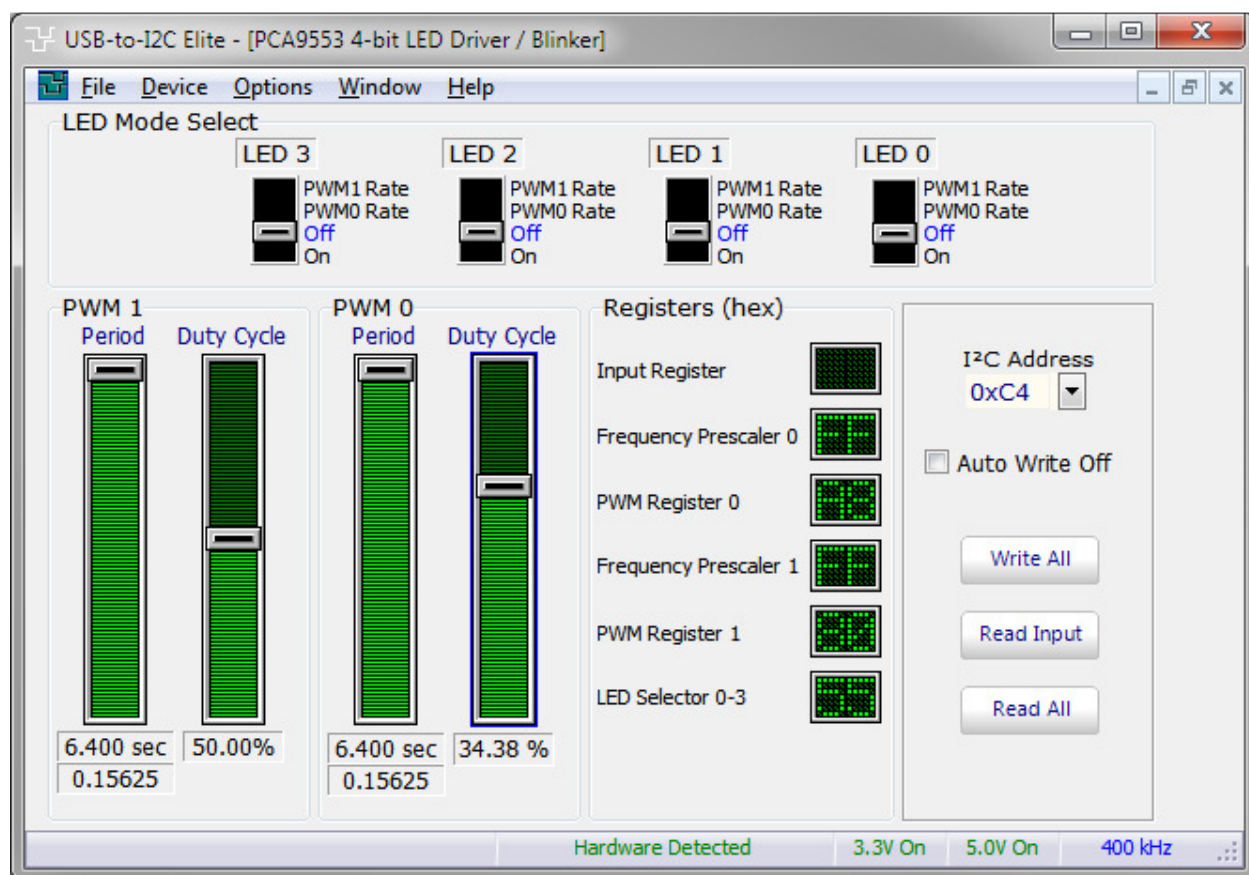 USB-to-I2C Elite - [PCA9553 4-bit LED Driver / Blinker]
File Device Options Window Help
LED Mode Select
LED 3
PWM1 Rate
PWM0 Rate
Off
On
LED 2
PWM1 Rate
PWM0 Rate
Off
On
LED 1
PWM1 Rate
PWM0 Rate
Off
On
LED 0
PWM1 Rate
PWM0 Rate
Off
On
PWM 1
Period Duty Cycle
6.400 sec 50.00%
0.15625
PWM 0
Period Duty Cycle
6.400 sec 34.38 %
0.15625
Registers (hex)
Input Register
Frequency Prescaler 0
PWM Register 0
Frequency Prescaler 1
PWM Register 1
LED Selector 0-3
I²C Address
0xC4
Auto Write Off
Write All
Read Input
Read All
Hardware Detected 3.3V On 5.0V On 400 kHz